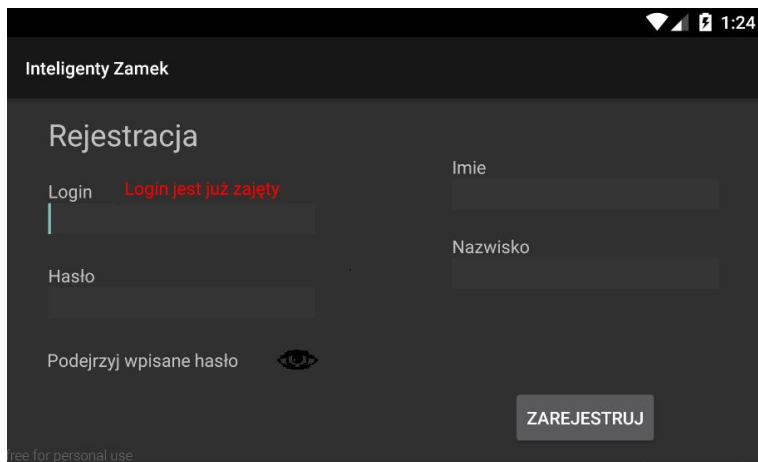 1:24
Inteligenty Zamek
Rejestracja
Login Login jest już zajęty
Hasło
Podejrzyj wpisane hasło
Imie
Nazwisko
ZAREJESTRUJ
free for personal use